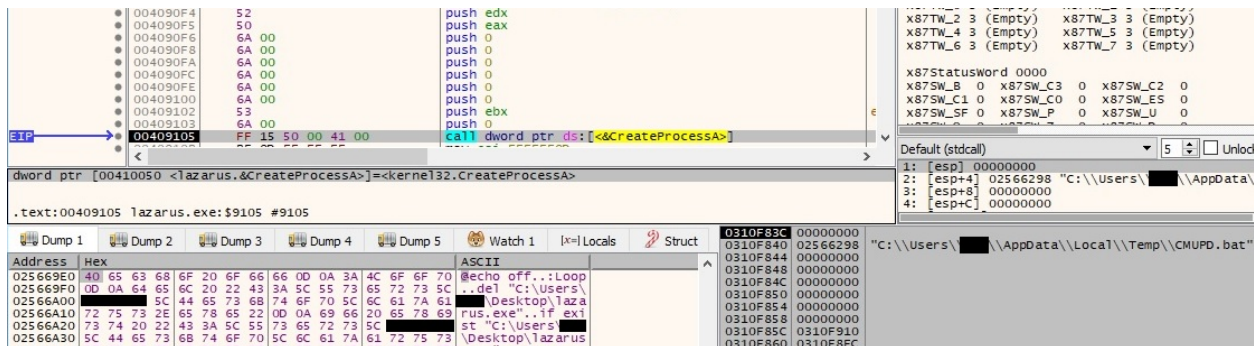 004090F4 52 push edx
004090F5 50 push eax
004090F6 6A 00 push 0
004090F8 6A 00 push 0
004090FA 6A 00 push 0
004090FC 6A 00 push 0
004090FE 6A 00 push 0
00409100 6A 00 push 0
00409102 53 push ebx
00409103 6A 00 push 0
EIP 00409105 FF 15 50 00 41 00 call dword ptr ds:[<&CreateProcessA>]
dword ptr [00410050 <lazarus.&CreateProcessA>]=<kernel32.CreateProcessA>
.text:00409105 lazarus.exe:$9105 #9105
x87TW_2 3 (Empty) x87TW_3 3 (Empty)
x87TW_4 3 (Empty) x87TW_5 3 (Empty)
x87TW_6 3 (Empty) x87TW_7 3 (Empty)
x87StatusWord 0000
x87SW_B 0 x87SW_C3 0 x87SW_C2 0
x87SW_C1 0 x87SW_C0 0 x87SW_ES 0
x87SW_SF 0 x87SW_P 0 x87SW_U 0
Default (stdcall) 5 Unlock
1: [esp] 00000000
2: [esp+4] 02566298 "C:\\Users\\ \\AppData\
3: [esp+8] 00000000
4: [esp+C] 00000000
Dump 1 Dump 2 Dump 3 Dump 4 Dump 5 Watch 1 [x=] Locals Struct
Address Hex ASCII
025669E0 40 65 63 68 6F 20 6F 66 66 0D 0A 3A 4C 6F 6F 70 @echo off..:Loop
025669F0 0D 0A 64 65 6C 20 22 43 3A 5C 55 73 65 72 73 5C ..del "C:\Users\
02566A00 5C 44 65 73 6B 74 6F 70 5C 6C 61 7A 61 \Desktop\laza
02566A10 72 75 73 2E 65 78 65 22 0D 0A 69 66 20 65 78 69 rus.exe"..if exi
02566A20 73 74 20 22 43 3A 5C 55 73 65 72 73 5C st "C:\Users\
02566A30 5C 44 65 73 6B 74 6F 70 5C 6C 61 7A 61 72 75 73 \Desktop\lazarus
0310F83C 00000000
0310F840 02566298 "C:\\Users\\ \\AppData\\Local\\Temp\\CMUPD.bat"
0310F844 00000000
0310F848 00000000
0310F84C 00000000
0310F850 00000000
0310F854 00000000
0310F858 00000000
0310F85C 0310F910
0310F860 0310F8FC